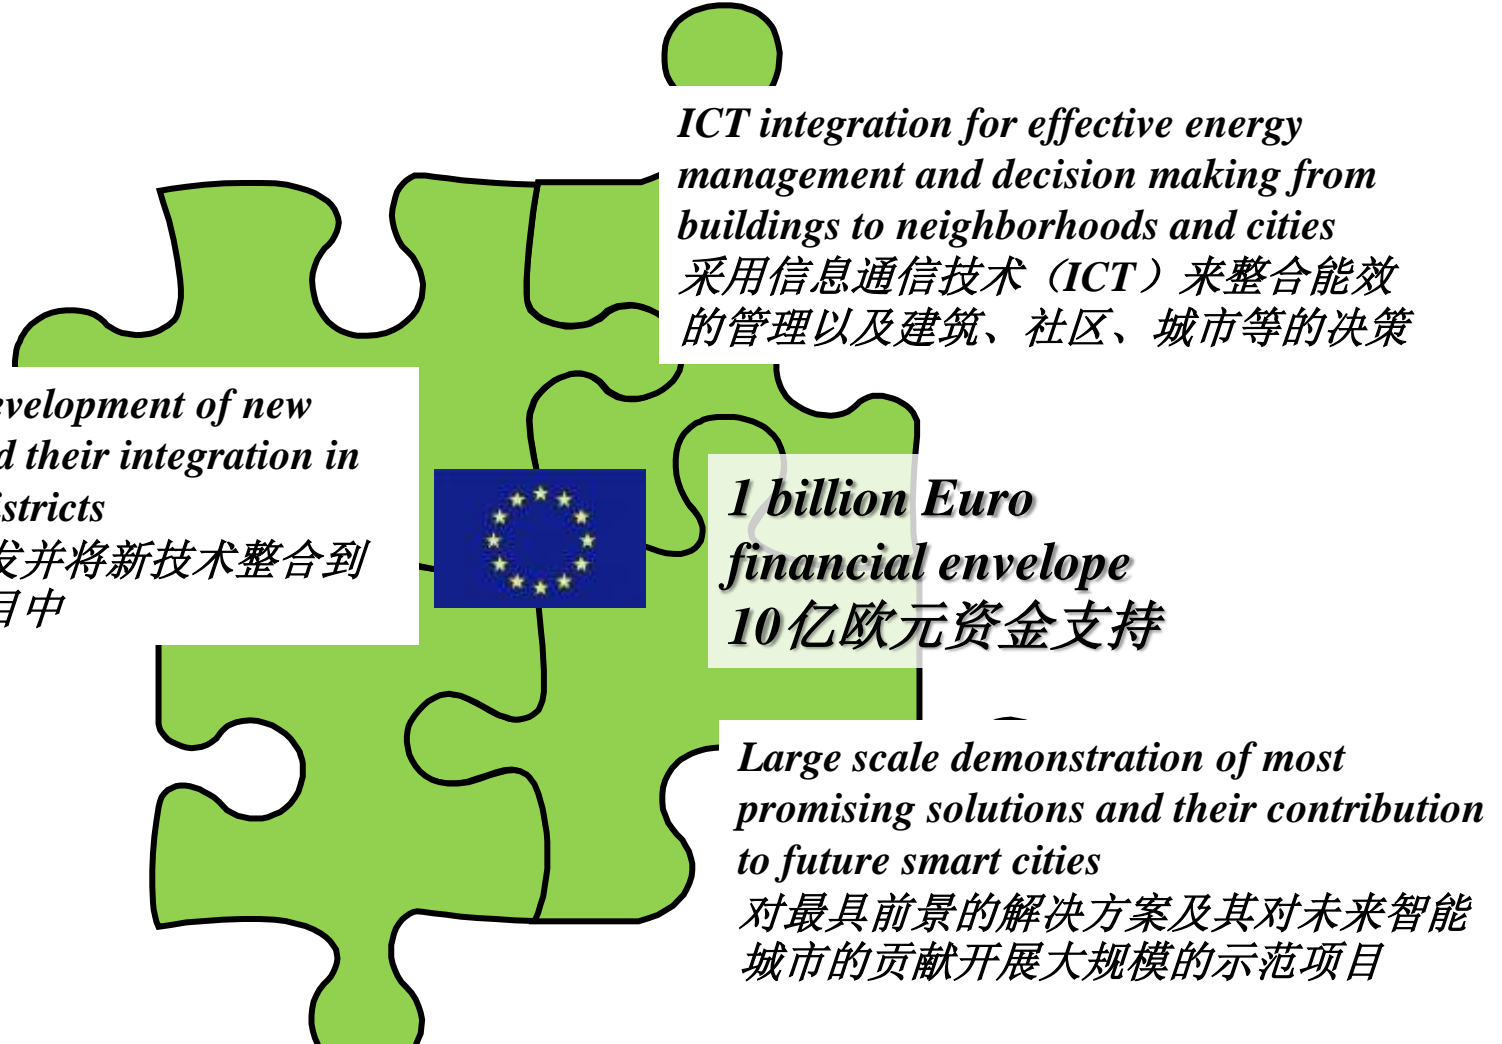 ICT integration for effective energy
management and decision making from
buildings to neighborhoods and cities
采用信息通信技术（ICT）来整合能效
的管理以及建筑、社区、城市等的决策
evelopment of new
d their integration in
istricts
发并将新技术整合到
目中
1 billion Euro
financial envelope
10亿欧元资金支持
Large scale demonstration of most
promising solutions and their contribution
to future smart cities
对最具前景的解决方案及其对未来智能
城市的贡献开展大规模的示范项目